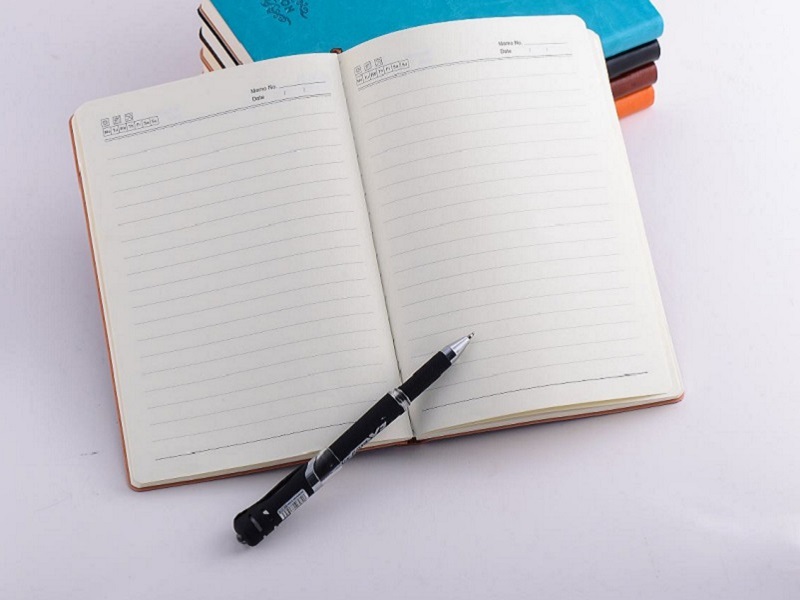 Memo No.
Date / /
Mo Tu We Th Fr Sa Su
Memo No.
Date / /
Mo Tu We Th Fr Sa Su